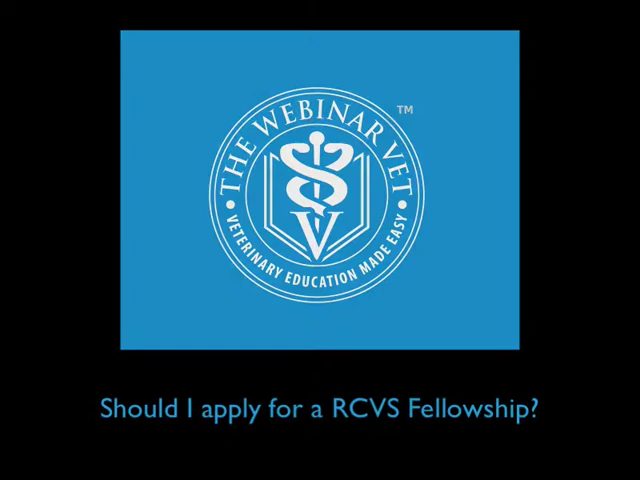 THE WEBINAR VET
™
V
VETERINARY EDUCATION MADE EASY
Should I apply for a RCVS Fellowship?